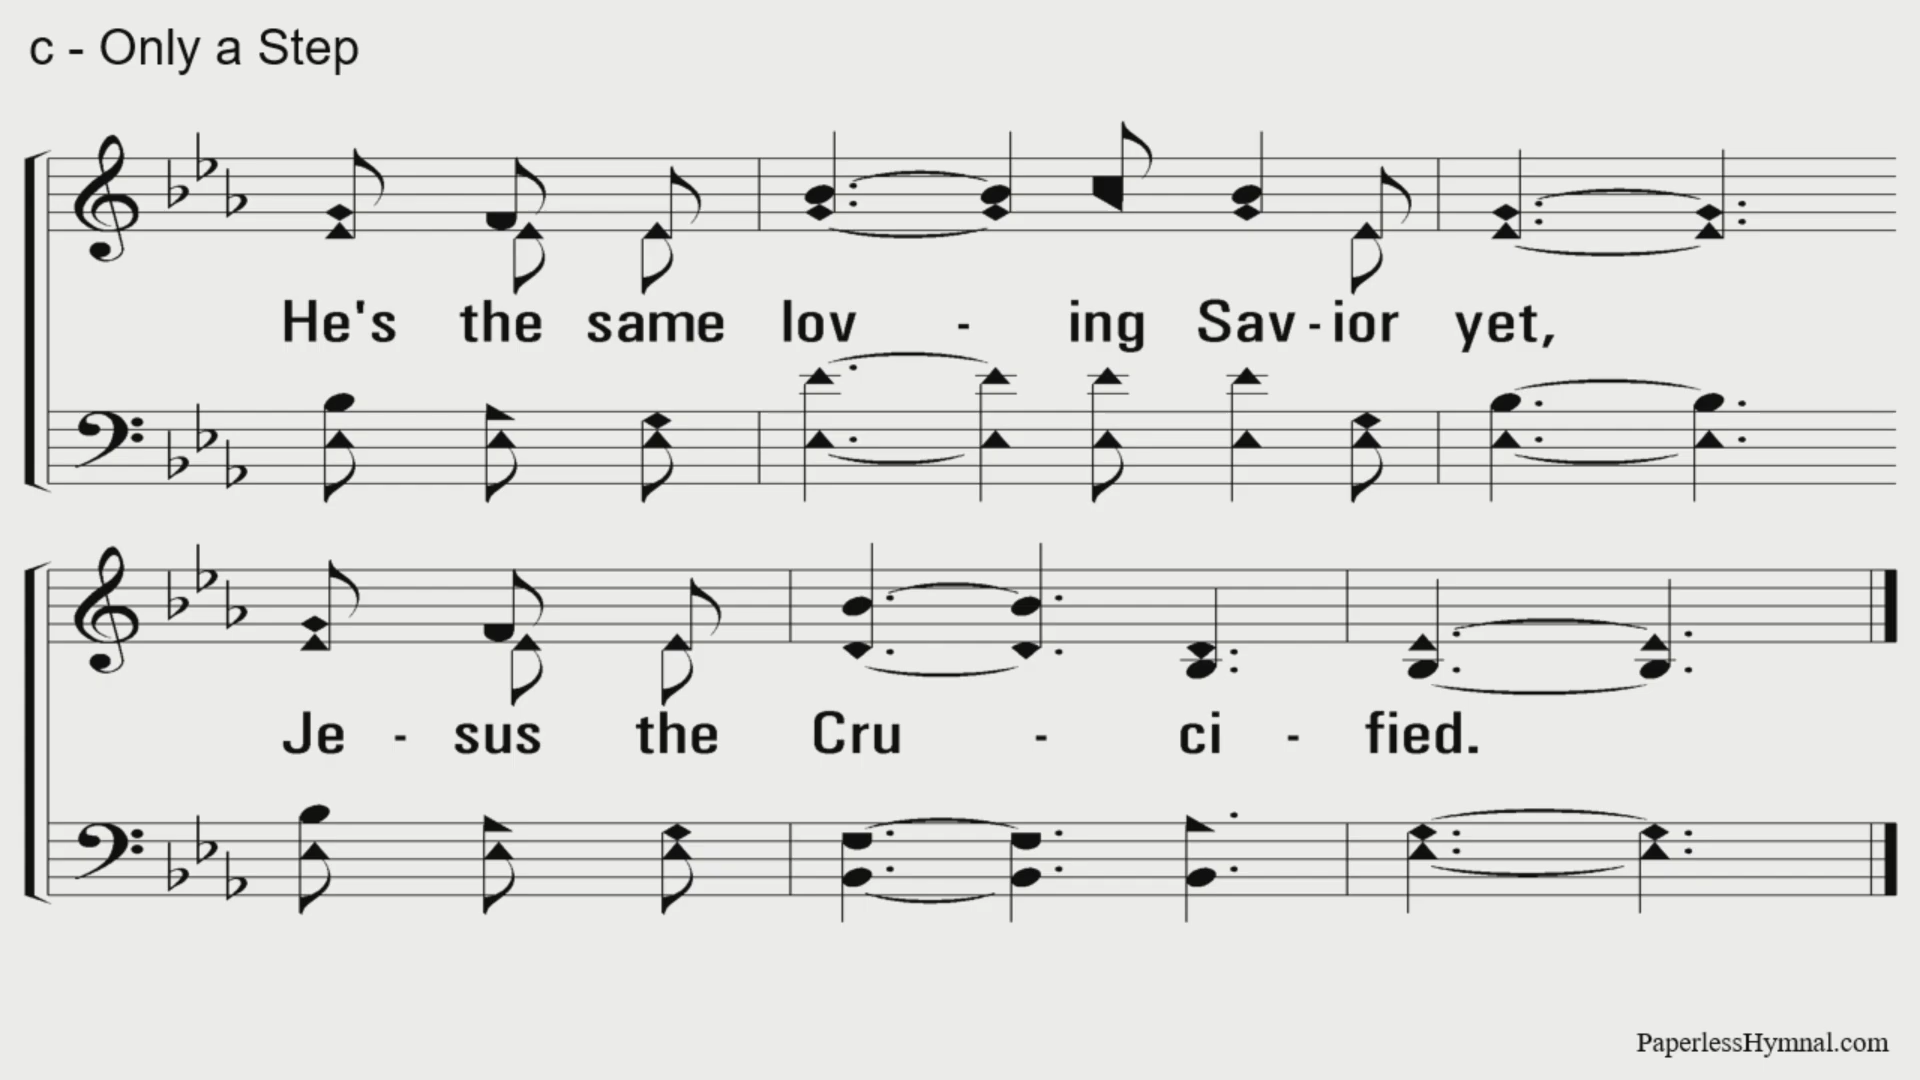 c - Only a Step
He's the same lov - ing Sav - ior yet,
Je - sus the Cru - ci - fied.
PaperlessHymnal.com